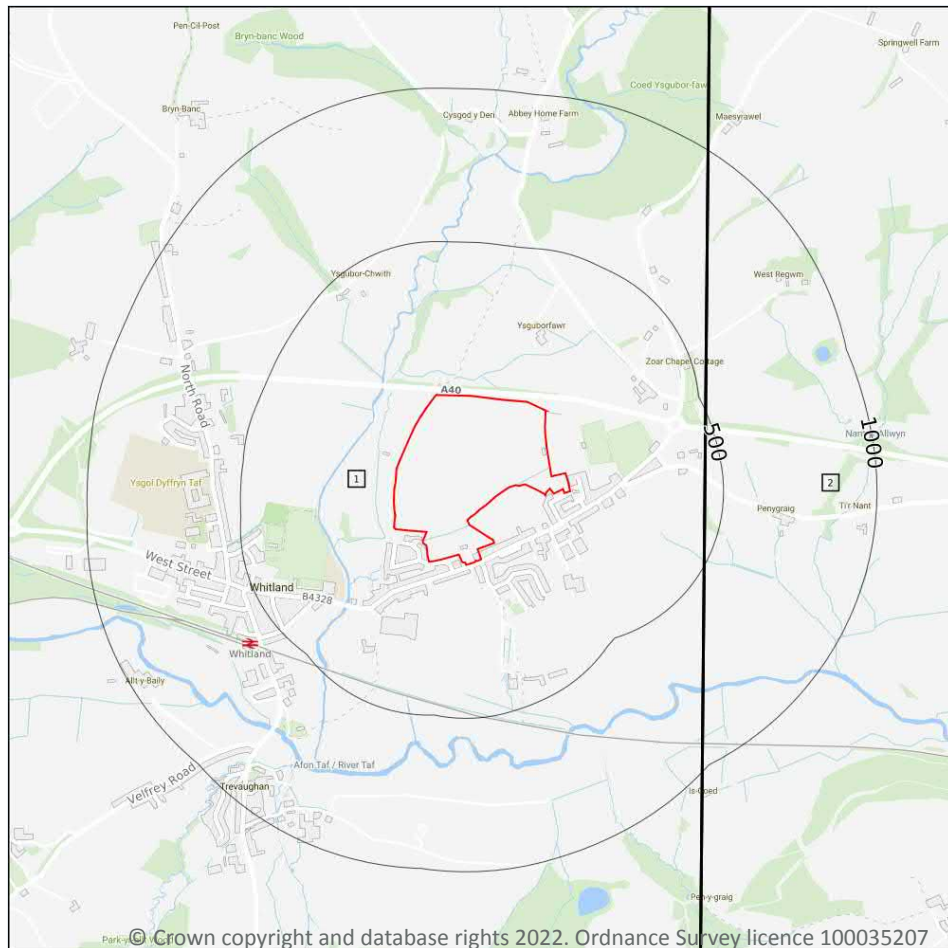 Pen-Cil-Post
Bryn-banc Wood
Springwell Farm
Coed Ysgubor-fawr
Bryn-Banc
Cysgod y Deri
Abbey Home Farm
Maesyrawel
Ysgubor-Chwith
West Regwm
Ysguborfawr
Zoar Chapel Cottage
A40
North Road
500
1000
Ysgol Dyffryn Taf
1
2
Penygraig
Ti'r Nant
West Street
Whitland
B4328
Whitland
Allt-y-Baily
Afon Taf / River Taf
Velfrey Road
Trevaughan
Is-Coed
Pen-y-graig
© Crown copyright and database rights 2022. Ordnance Survey licence 100035207